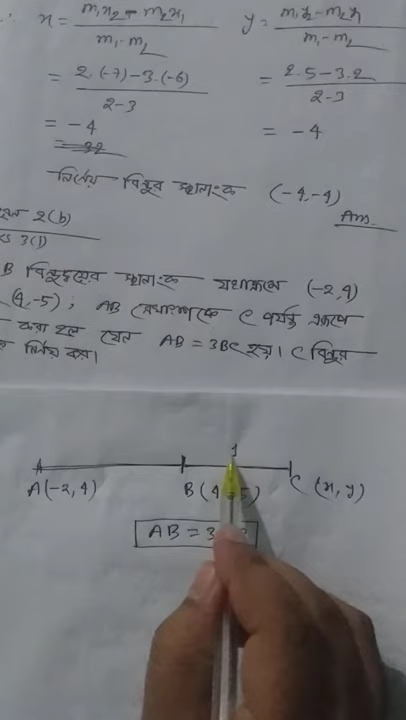 ∴ x = (m₁x₂ - m₂x₁)/(m₁ - m₂)    y = (m₁y₂ - m₂y₁)/(m₁ - m₂)
= (2.(-7) - 3.(-6))/(2-3)    = (2.5 - 3.2)/(2-3)
= -4    = -4
নির্ণেয় বিন্দুর স্থানাংক (-4,-4)
Ans.
2(b)
3(1)
B বিন্দুদ্বয়ের স্থানাংক যথাক্রমে (-2,4)
(4,-5); AB রেখাংশকে C পর্যন্ত এরূপে
করা হল যেন AB = 3BC হয়। C বিন্দুর
নির্ণয় কর।
1
A(-2,4)    B(4,-5)    C (x,y)
AB = 3